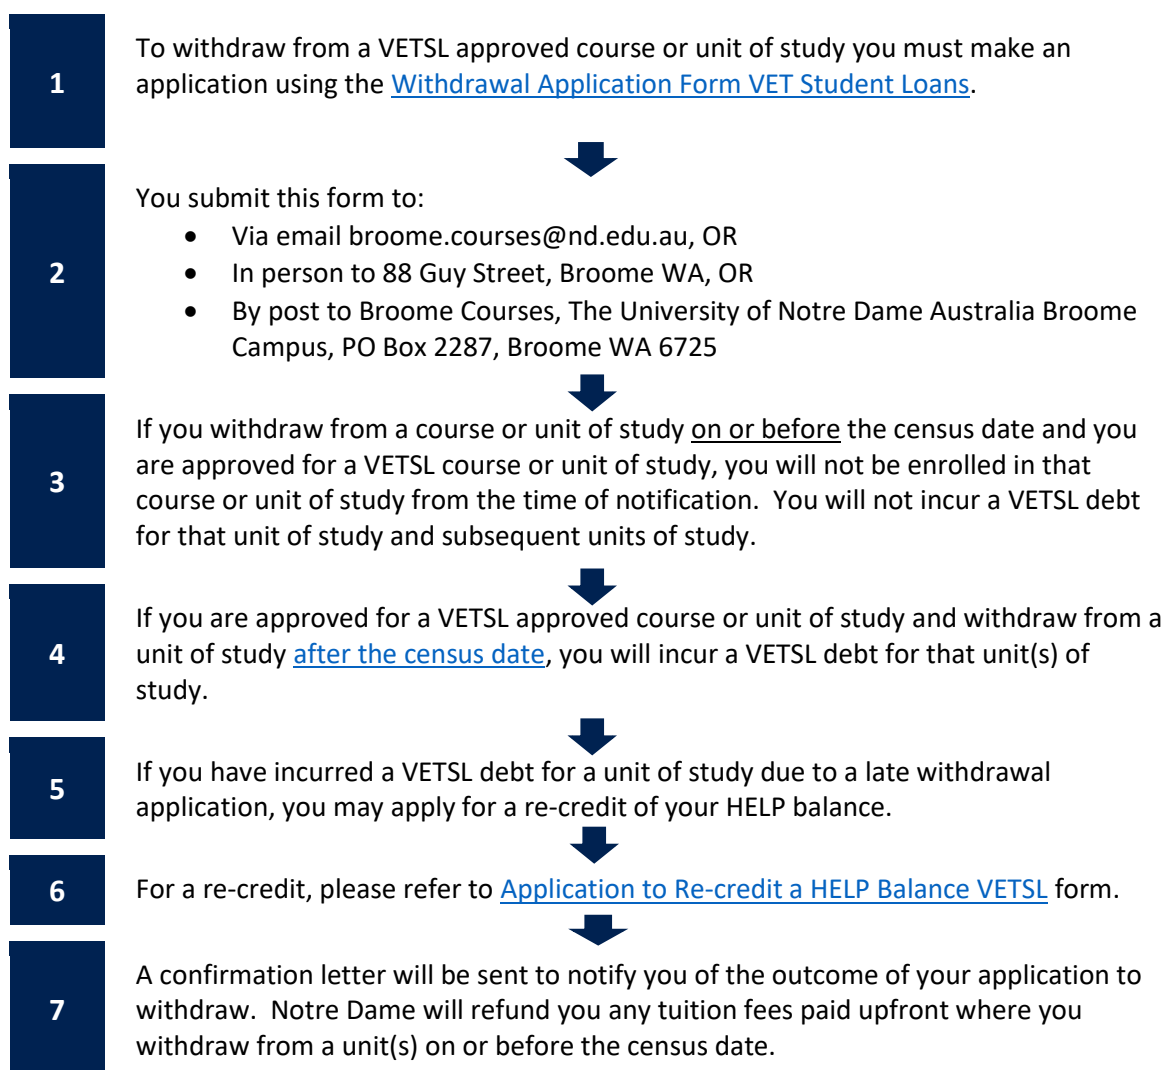 1
To withdraw from a VETSL approved course or unit of study you must make an
application using the Withdrawal Application Form VET Student Loans.
2
You submit this form to:
• Via email broome.courses@nd.edu.au, OR
• In person to 88 Guy Street, Broome WA, OR
• By post to Broome Courses, The University of Notre Dame Australia Broome
Campus, PO Box 2287, Broome WA 6725
3
If you withdraw from a course or unit of study on or before the census date and you
are approved for a VETSL course or unit of study, you will not be enrolled in that
course or unit of study from the time of notification.  You will not incur a VETSL debt
for that unit of study and subsequent units of study.
4
If you are approved for a VETSL approved course or unit of study and withdraw from a
unit of study after the census date, you will incur a VETSL debt for that unit(s) of
study.
5
If you have incurred a VETSL debt for a unit of study due to a late withdrawal
application, you may apply for a re-credit of your HELP balance.
6
For a re-credit, please refer to Application to Re-credit a HELP Balance VETSL form.
7
A confirmation letter will be sent to notify you of the outcome of your application to
withdraw.  Notre Dame will refund you any tuition fees paid upfront where you
withdraw from a unit(s) on or before the census date.